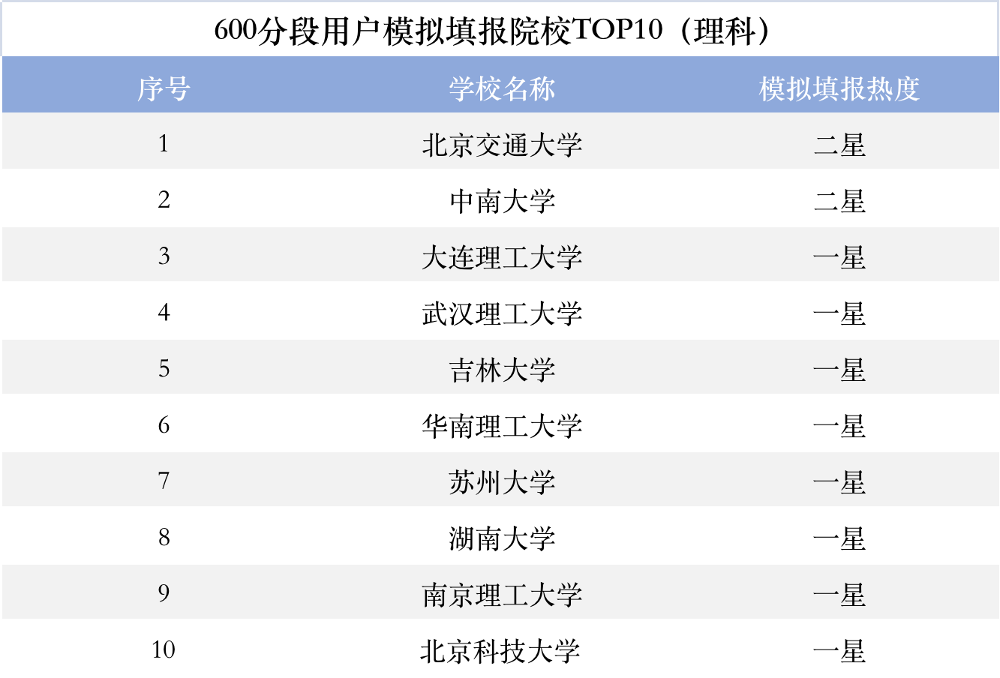 600分段用户模拟填报院校TOP10（理科）
序号 学校名称 模拟填报热度
1 北京交通大学 二星
2 中南大学 二星
3 大连理工大学 一星
4 武汉理工大学 一星
5 吉林大学 一星
6 华南理工大学 一星
7 苏州大学 一星
8 湖南大学 一星
9 南京理工大学 一星
10 北京科技大学 一星